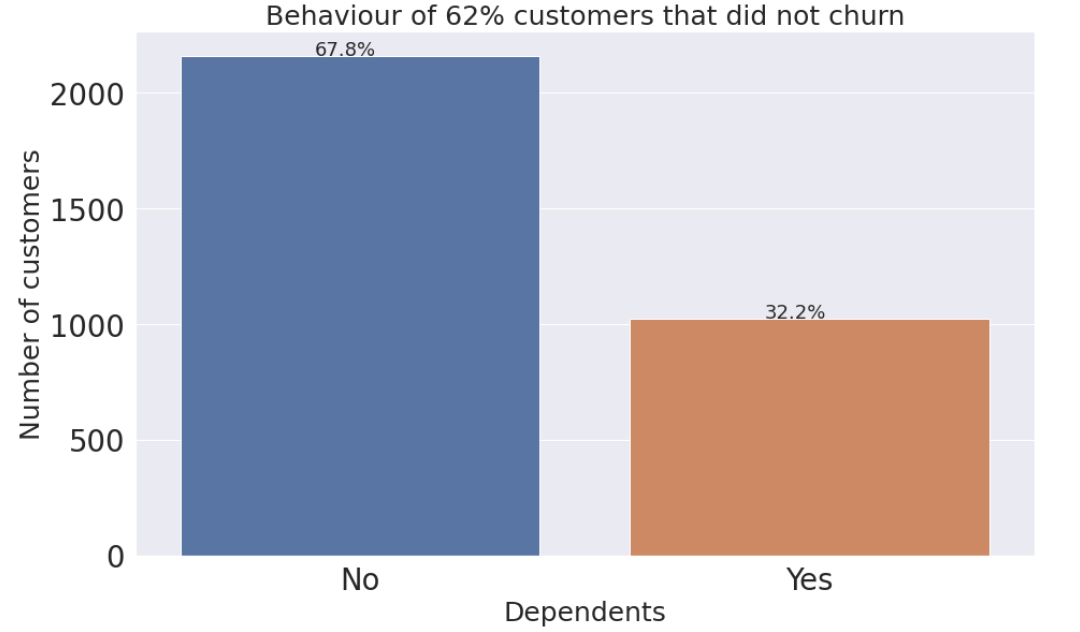 Behaviour of 62% customers that did not churn
67.8%
32.2%
2000
1500
1000
500
0
Number of customers
No
Yes
Dependents